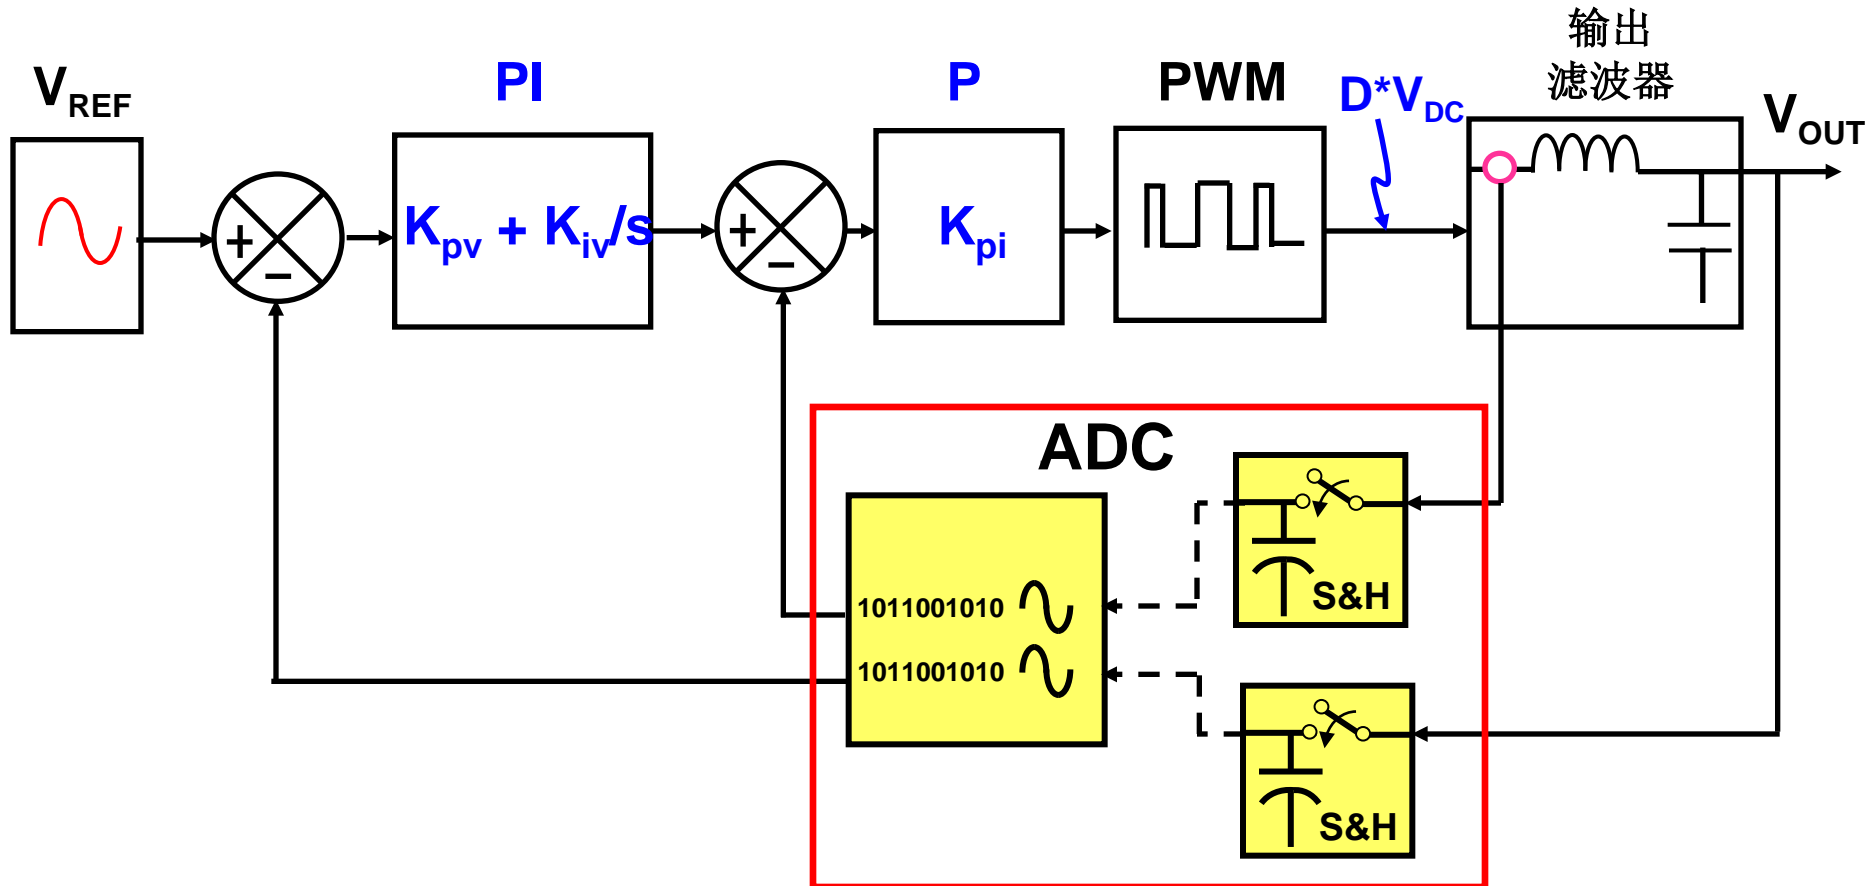 V_REF
PI
P
PWM
D*V_DC
输出
滤波器
V_OUT
+
−
K_pv + K_iv/s
+
−
K_pi
ADC
S&H
1011001010
1011001010
S&H